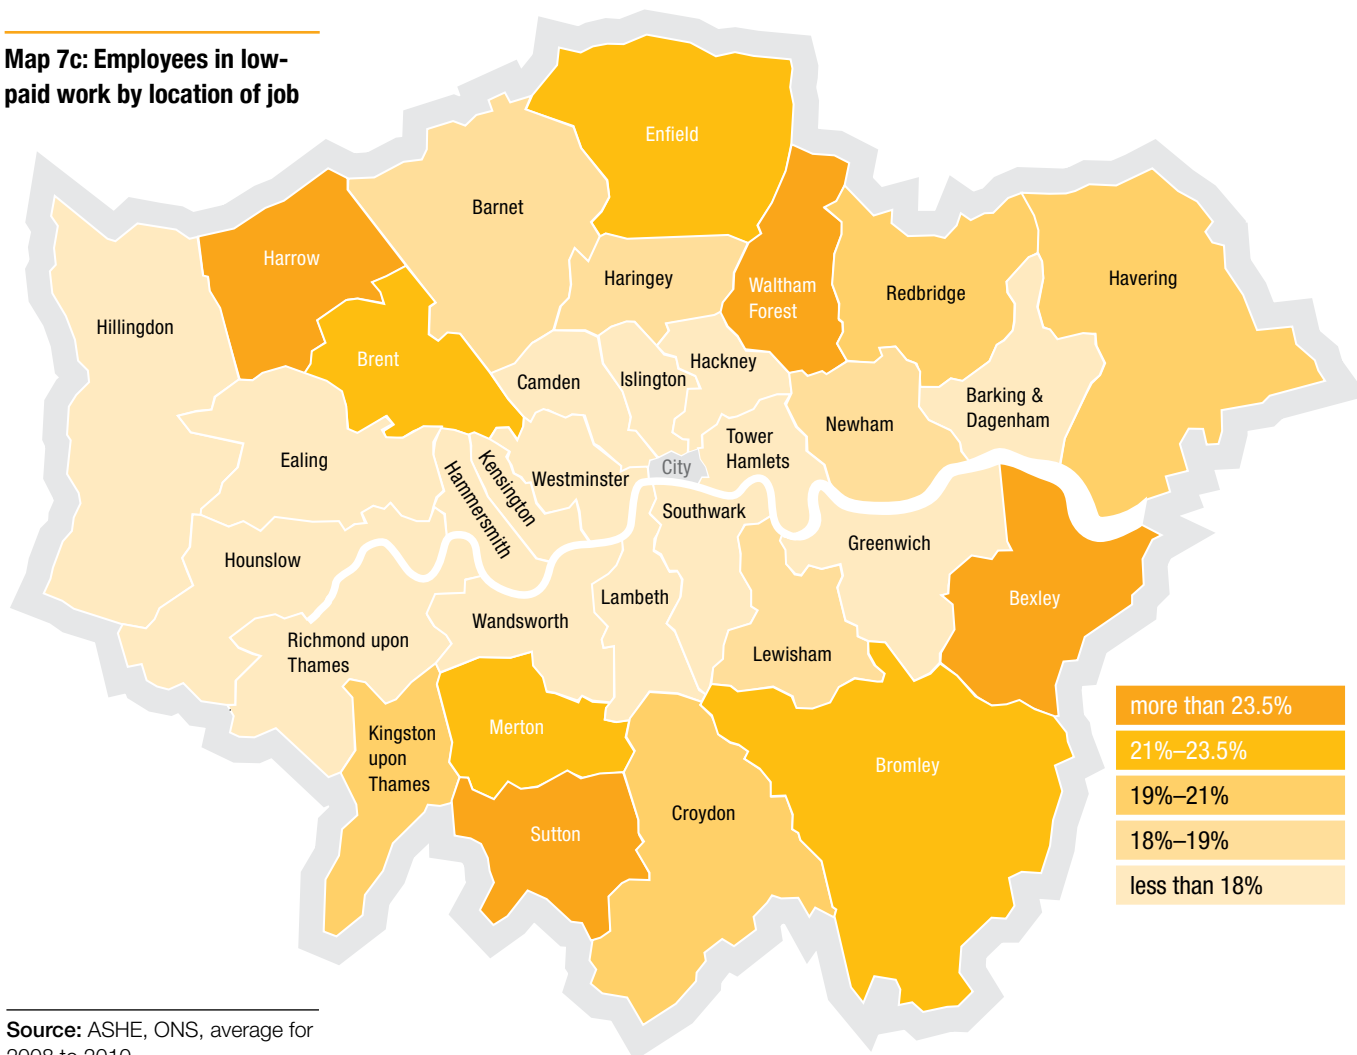 Map 7c: Employees in low-
paid work by location of job
Enfield
Barnet
Harrow
Haringey
Waltham
Forest
Redbridge
Havering
Hillingdon
Brent
Camden
Islington
Hackney
Barking &
Dagenham
Newham
Tower
Hamlets
Ealing
Hammersmith
Kensington
Westminster
City
Southwark
Greenwich
Hounslow
Bexley
Lambeth
Wandsworth
Richmond upon
Thames
Lewisham
Kingston
upon
Thames
Merton
Bromley
Croydon
Sutton
more than 23.5%
21%–23.5%
19%–21%
18%–19%
less than 18%
Source: ASHE, ONS, average for
2008 to 2010